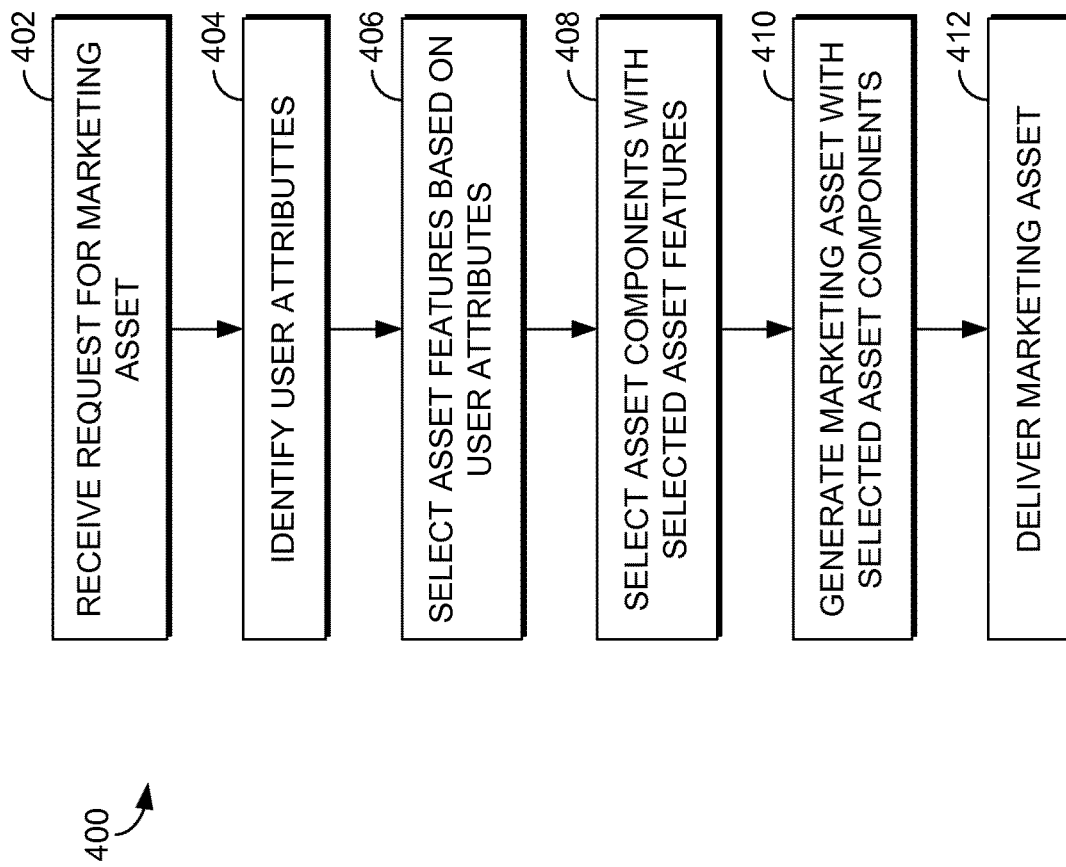 400
402
RECEIVE REQUEST FOR MARKETING
ASSET
404
IDENTIFY USER ATTRIBUTTES
406
SELECT ASSET FEATURES BASED ON
USER ATTRIBUTES
408
SELECT ASSET COMPONENTS WITH
SELECTED ASSET FEATURES
410
GENERATE MARKETING ASSET WITH
SELECTED ASSET COMPONENTS
412
DELIVER MARKETING ASSET